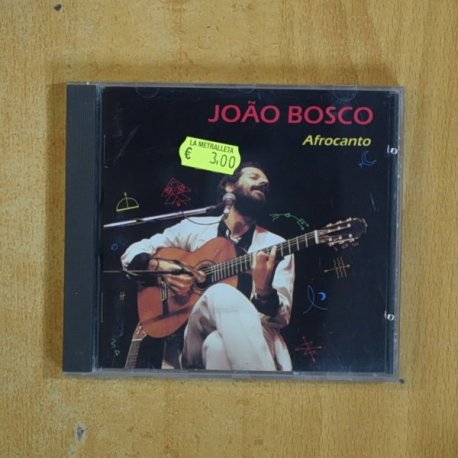 JOÃO BOSCO
Afrocanto
LA METRALLETA
€ 3,00